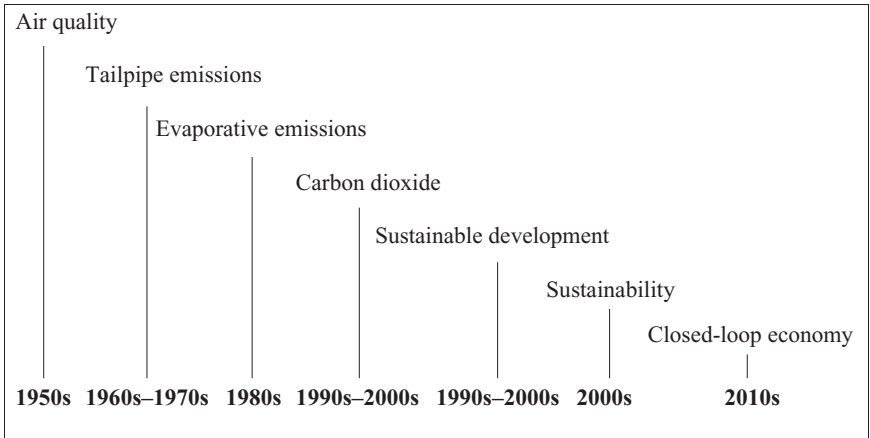 Air quality
Tailpipe emissions
Evaporative emissions
Carbon dioxide
Sustainable development
Sustainability
Closed-loop economy
1950s 1960s–1970s 1980s 1990s–2000s 1990s–2000s 2000s 2010s